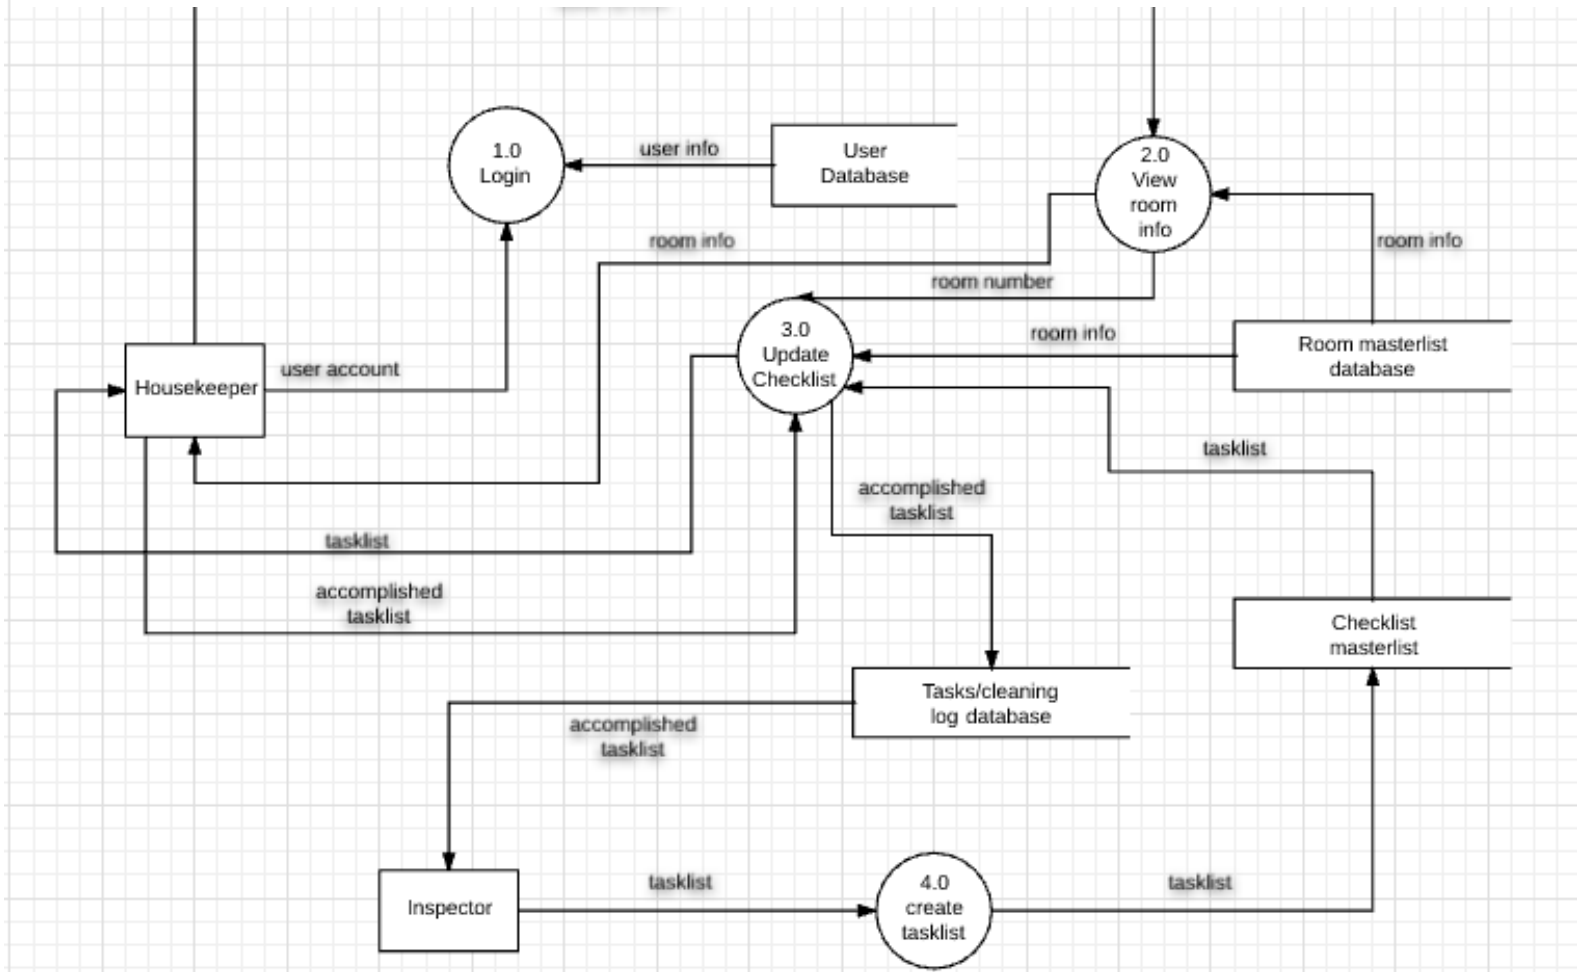 1.0
Login
user info
User
Database
2.0
View
room
info
room info
room info
room number
3.0
Update
Checklist
room info
Room masterlist
database
Housekeeper
user account
tasklist
accomplished
tasklist
tasklist
accomplished
tasklist
Checklist
masterlist
Tasks/cleaning
log database
accomplished
tasklist
Inspector
tasklist
4.0
create
tasklist
tasklist